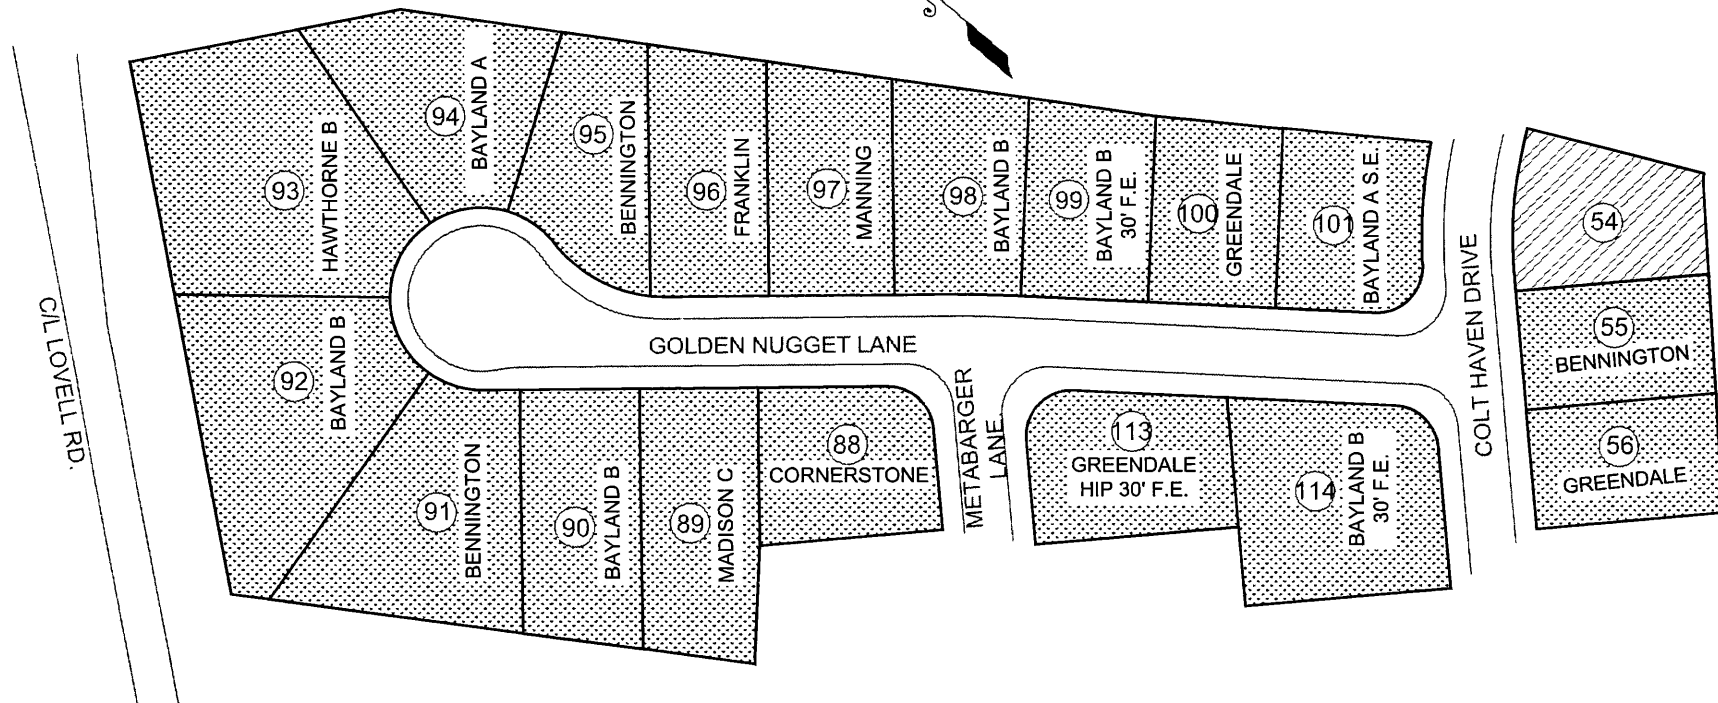 93
HAWTHORNE B
94
BAYLAND A
95
BENNINGTON
96
FRANKLIN
97
MANNING
98
BAYLAND B
99
BAYLAND B
30' F.E.
100
GREENDALE
101
BAYLAND A S.E.
54
55
BENNINGTON
56
GREENDALE
C/L LOVELL RD.
92
BAYLAND B
GOLDEN NUGGET LANE
COLT HAVEN DRIVE
91
BENNINGTON
90
BAYLAND B
89
MADISON C
88
CORNERSTONE
METABARGER
LANE
113
GREENDALE
HIP 30' F.E.
114
BAYLAND B
30' F.E.